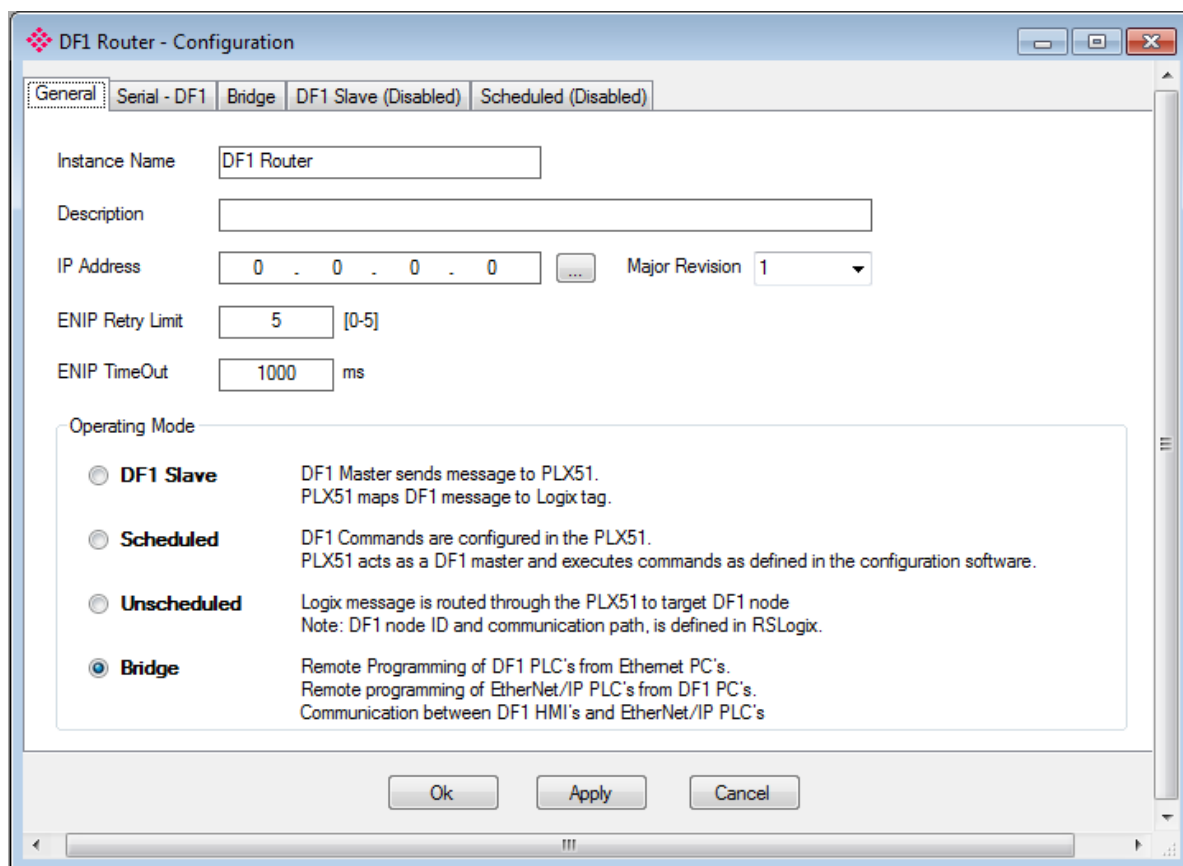 DF1 Router - Configuration
General Serial - DF1 Bridge DF1 Slave (Disabled) Scheduled (Disabled)
Instance Name DF1 Router
Description
IP Address 0 . 0 . 0 . 0 ... Major Revision 1
ENIP Retry Limit 5 [0-5]
ENIP TimeOut 1000 ms
Operating Mode
DF1 Slave DF1 Master sends message to PLX51.
PLX51 maps DF1 message to Logix tag.
Scheduled DF1 Commands are configured in the PLX51.
PLX51 acts as a DF1 master and executes commands as defined in the configuration software.
Unscheduled Logix message is routed through the PLX51 to target DF1 node
Note: DF1 node ID and communication path, is defined in RSLogix.
Bridge Remote Programming of DF1 PLC's from Ethernet PC's.
Remote programming of EtherNet/IP PLC's from DF1 PC's.
Communication between DF1 HMI's and EtherNet/IP PLC's
Ok Apply Cancel